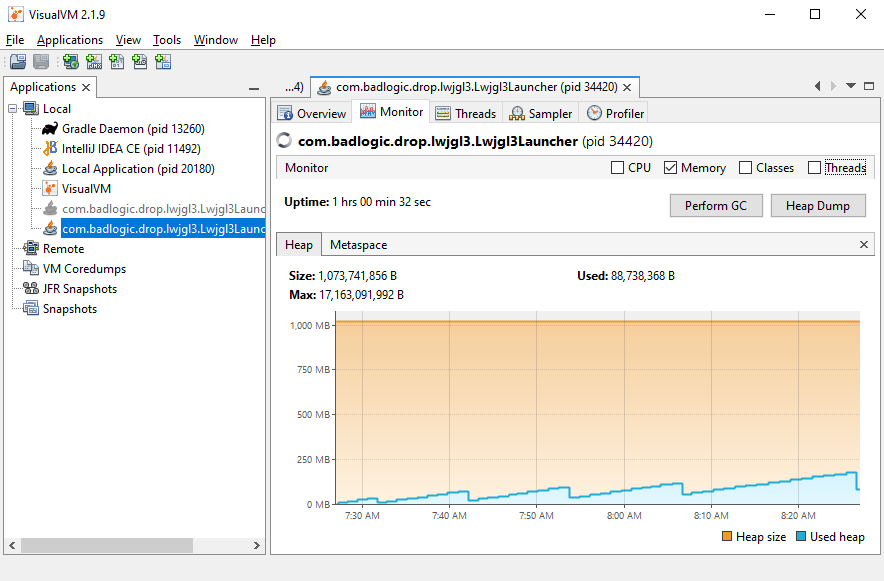 VisualVM 2.1.9
File Applications View Tools Window Help
Applications
Local
Gradle Daemon (pid 13260)
IntelliJ IDEA CE (pid 11492)
Local Application (pid 20180)
VisualVM
com.badlogic.drop.lwjgl3.Lwjgl3Launc
com.badlogic.drop.lwjgl3.Lwjgl3Launc
Remote
VM Coredumps
JFR Snapshots
Snapshots
...4) com.badlogic.drop.lwjgl3.Lwjgl3Launcher (pid 34420)
Overview Monitor Threads Sampler Profiler
com.badlogic.drop.lwjgl3.Lwjgl3Launcher (pid 34420)
Monitor CPU Memory Classes Threads
Uptime: 1 hrs 00 min 32 sec Perform GC Heap Dump
Heap Metaspace
Size: 1,073,741,856 B Used: 88,738,368 B
Max: 17,163,091,992 B
1,000 MB
750 MB
500 MB
250 MB
0 MB
7:30 AM 7:40 AM 7:50 AM 8:00 AM 8:10 AM 8:20 AM
Heap size Used heap